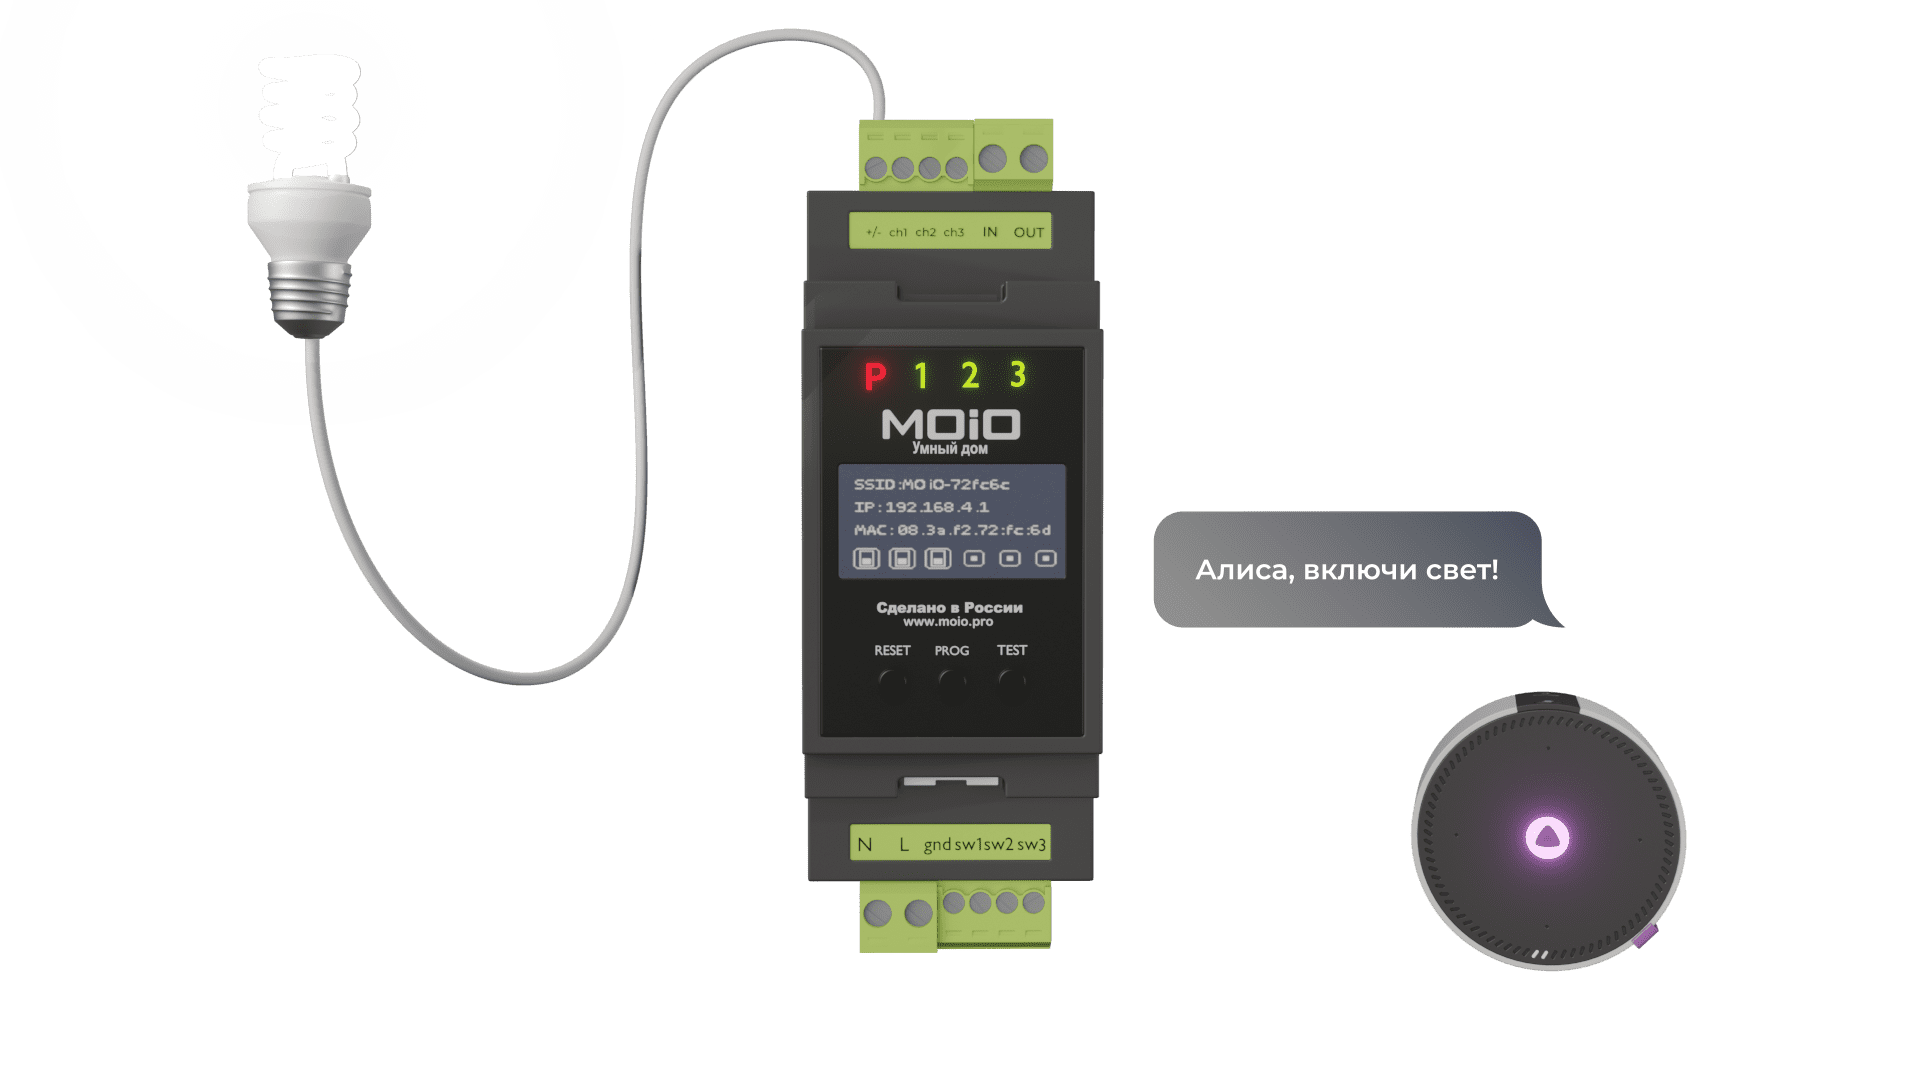 +/- ch1 ch2 ch3 IN OUT
P 1 2 3
MOiO
Умный дом
SSID:MOiO-72fc6c
IP:192.168.4.1
MAC:08.3a.f2.72:fc:6d
Сделано в России
www.moio.pro
RESET PROG TEST
N L gnd sw1 sw2 sw3
Алиса, включи свет!